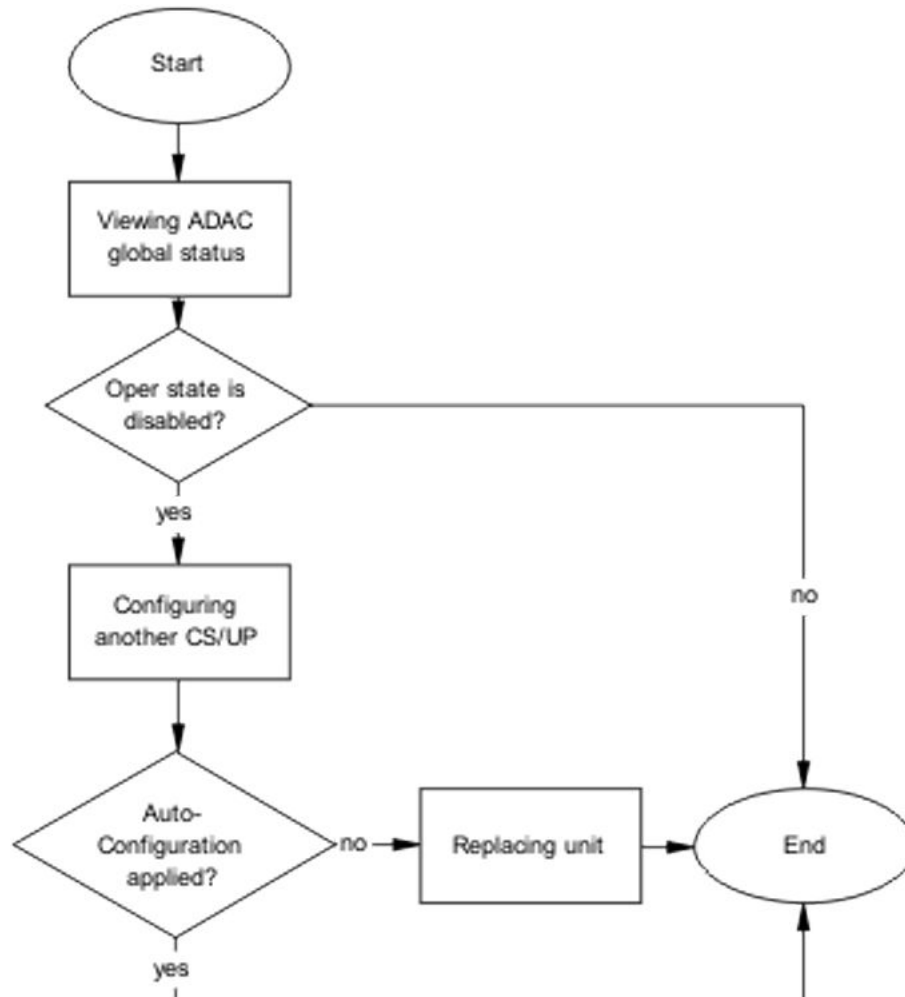 Start
Viewing ADAC
global status
Oper state is
disabled?
yes
no
Configuring
another CS/UP
Auto-
Configuration
applied?
no
Replacing unit
End
yes